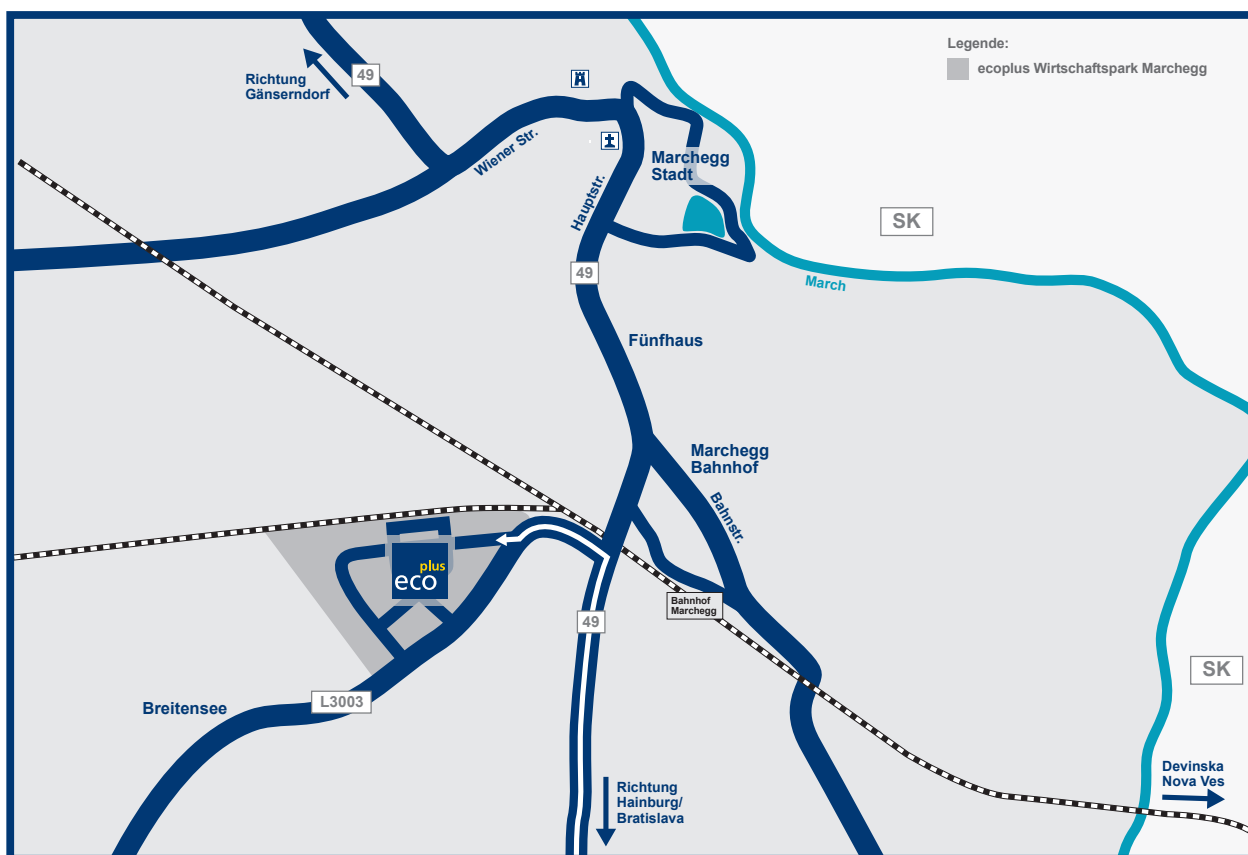 Legende:
ecoplus Wirtschaftspark Marchegg
Richtung
Gänserndorf
49
Wiener Str.
Marchegg
Stadt
Hauptstr.
SK
49
March
Fünfhaus
Marchegg
Bahnhof
Bahnstr.
plus
eco
Bahnhof
Marchegg
49
SK
L3003
Breitensee
Devinska
Nova Ves
Richtung
Hainburg/
Bratislava